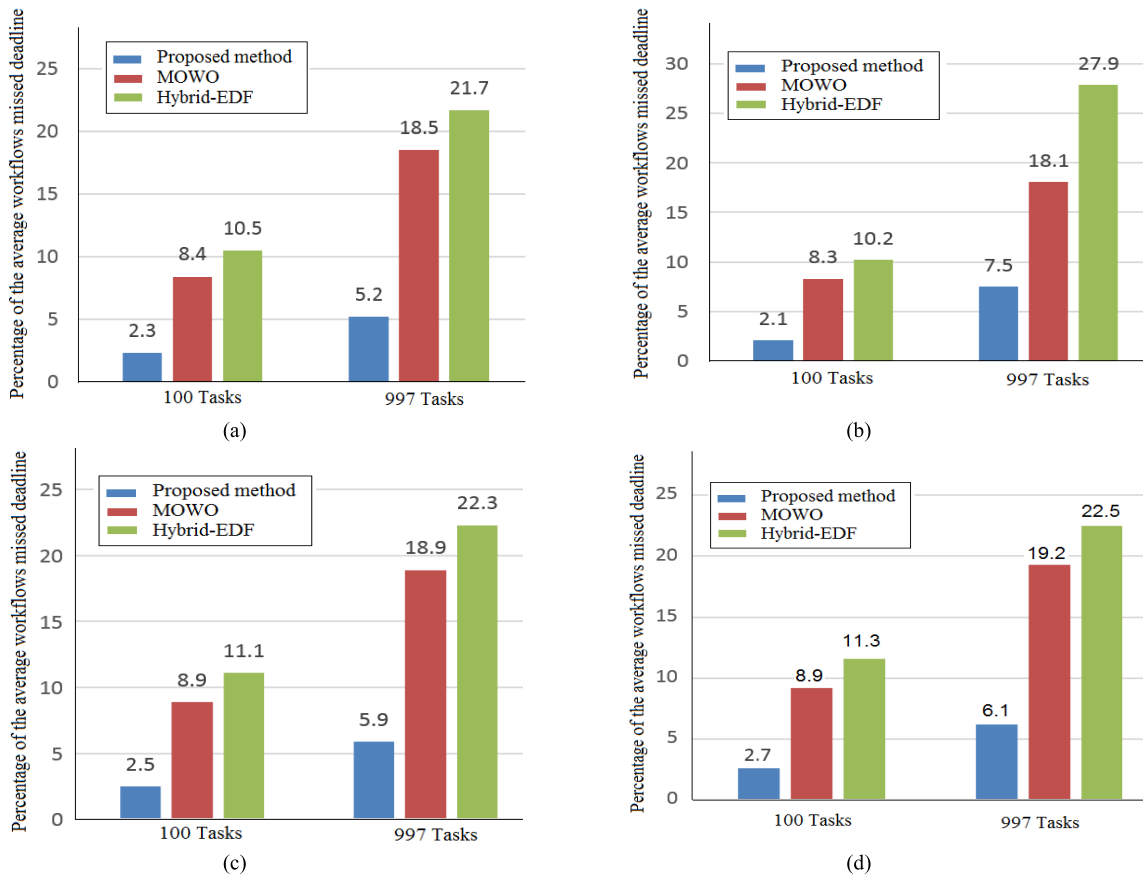 Percentage of the average workflows missed deadline
Proposed method
MOWO
Hybrid-EDF
25
20
15
10
5
0
2.3
8.4
10.5
5.2
18.5
21.7
100 Tasks
997 Tasks
(a)
Percentage of the average workflows missed deadline
Proposed method
MOWO
Hybrid-EDF
30
25
20
15
10
5
0
2.1
8.3
10.2
7.5
18.1
27.9
100 Tasks
997 Tasks
(b)
Percentage of the average workflows missed deadline
Proposed method
MOWO
Hybrid-EDF
25
20
15
10
5
0
2.5
8.9
11.1
5.9
18.9
22.3
100 Tasks
997 Tasks
(c)
Percentage of the average workflows missed deadline
Proposed method
MOWO
Hybrid-EDF
25
20
15
10
5
0
2.7
8.9
11.3
6.1
19.2
22.5
100 Tasks
997 Tasks
(d)